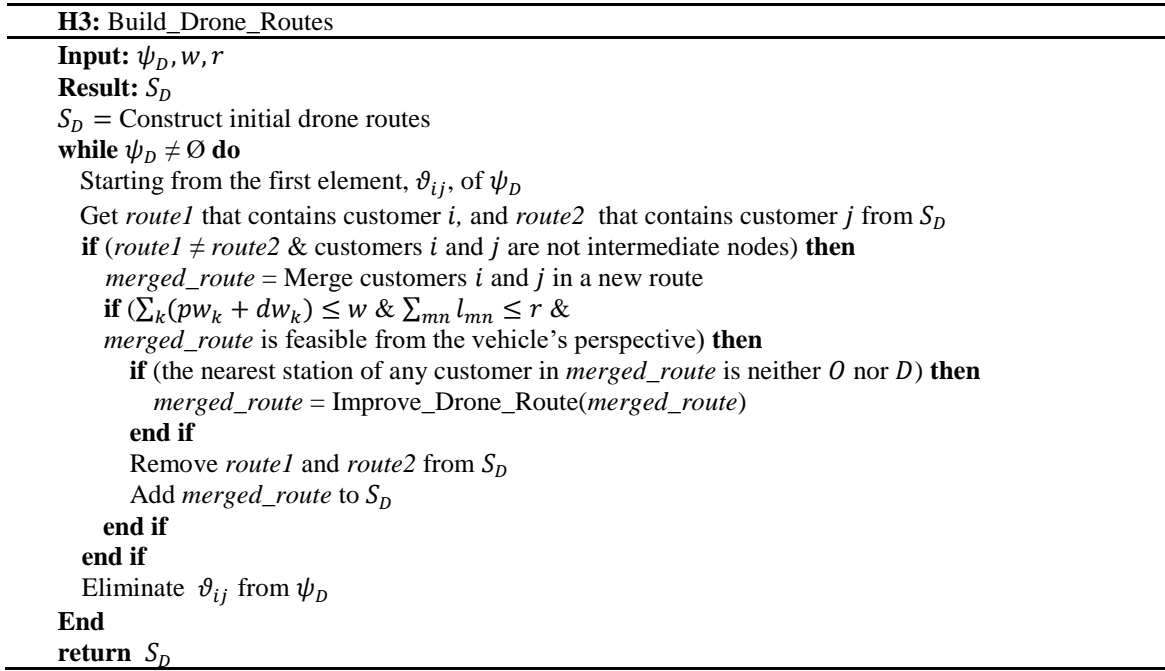 H3: Build_Drone_Routes
Input: 𝜓_D, w, r
Result: S_D
S_D = Construct initial drone routes
while 𝜓_D ≠ Ø do
Starting from the first element, ϑ_ij, of 𝜓_D
Get route1 that contains customer i, and route2 that contains customer j from S_D
if (route1 ≠ route2 & customers i and j are not intermediate nodes) then
merged_route = Merge customers i and j in a new route
if (∑_k(pw_k + dw_k) ≤ w & ∑_mn l_mn ≤ r &
merged_route is feasible from the vehicle’s perspective) then
if (the nearest station of any customer in merged_route is neither O nor D) then
merged_route = Improve_Drone_Route(merged_route)
end if
Remove route1 and route2 from S_D
Add merged_route to S_D
end if
end if
Eliminate ϑ_ij from 𝜓_D
End
return S_D